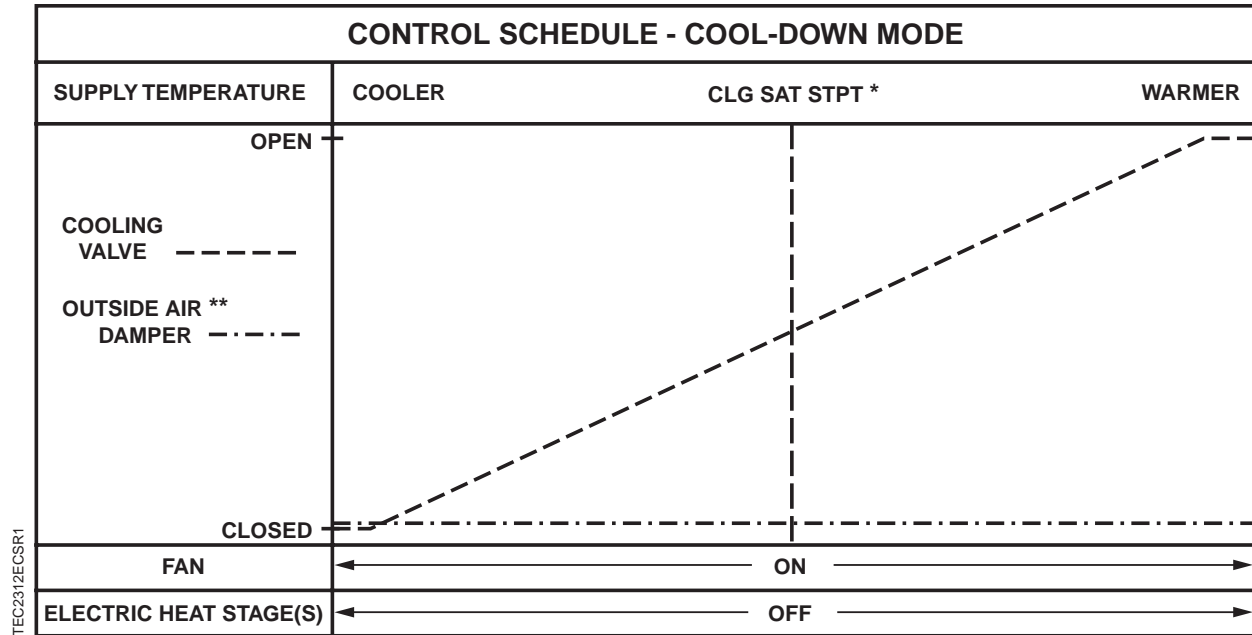 CONTROL SCHEDULE - COOL-DOWN MODE
SUPPLY TEMPERATURE COOLER CLG SAT STPT * WARMER
OPEN
COOLING
VALVE
OUTSIDE AIR **
DAMPER
CLOSED
FAN ON
ELECTRIC HEAT STAGE(S) OFF
TEC2312ECSR1